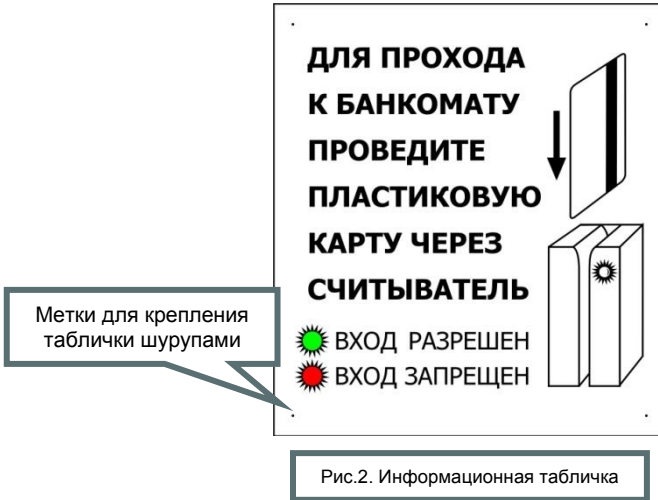 ДЛЯ ПРОХОДА
К БАНКОМАТУ
ПРОВЕДИТЕ
ПЛАСТИКОВУЮ
КАРТУ ЧЕРЕЗ
СЧИТЫВАТЕЛЬ
ВХОД РАЗРЕШЕН
ВХОД ЗАПРЕЩЕН
Метки для крепления
таблички шурупами
Рис.2. Информационная табличка